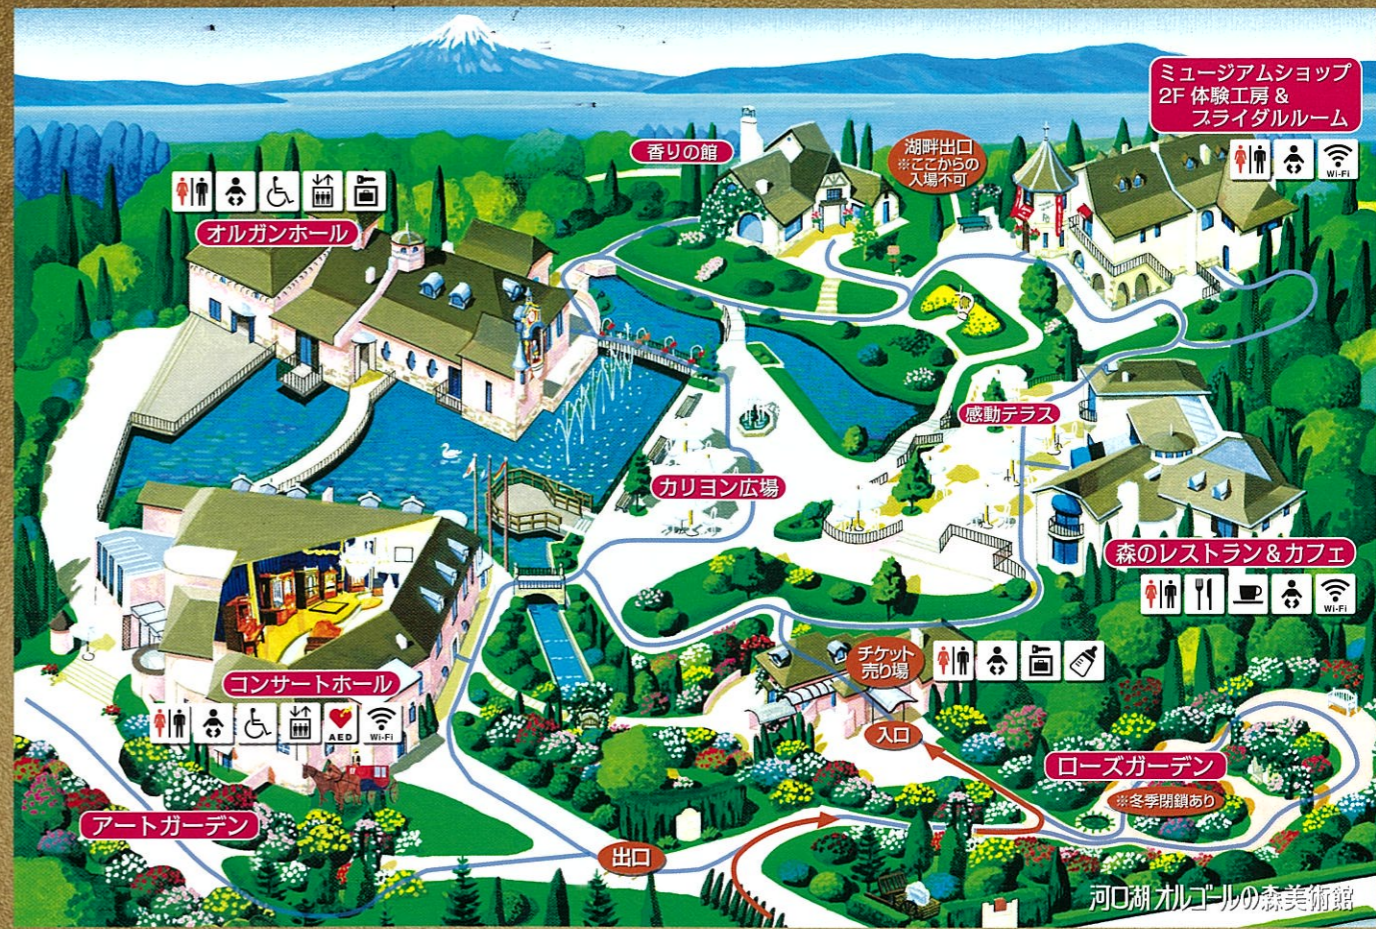 ミュージアムショップ
2F 体験工房 &
ブライダルルーム
Wi-Fi
香りの館
湖畔出口
※ここからの
入場不可
オルガンホール
感動テラス
カリヨン広場
森のレストラン&カフェ
Wi-Fi
チケット
売り場
入口
コンサートホール
AED
Wi-Fi
ローズガーデン
※冬季閉鎖あり
アートガーデン
出口
河口湖 オルゴールの森美術館